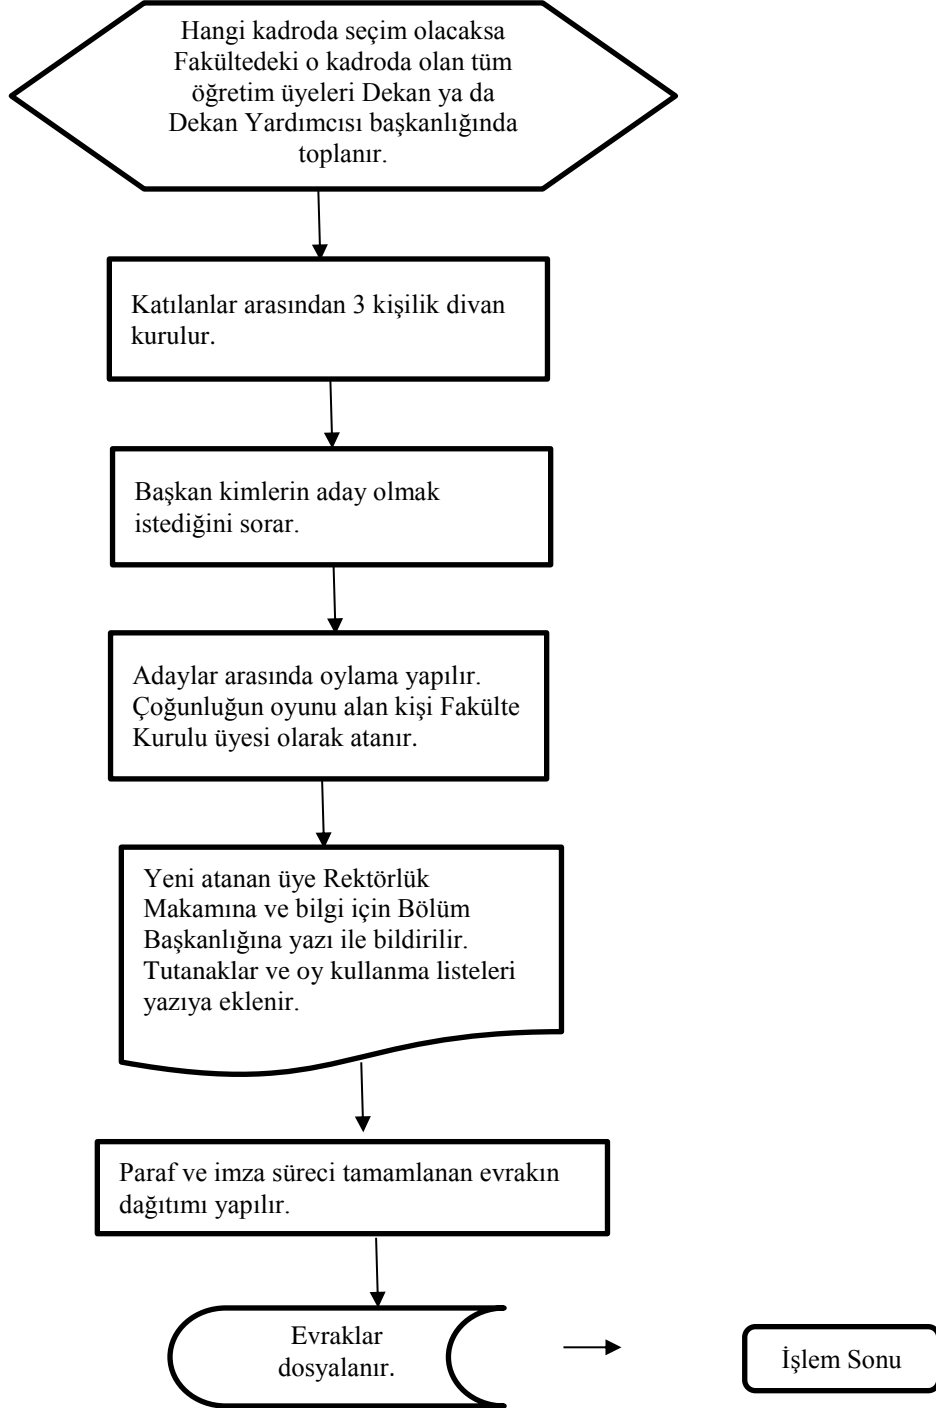 Hangi kadroda seçim olacaksa
Fakültedeki o kadroda olan tüm
öğretim üyeleri Dekan ya da
Dekan Yardımcısı başkanlığında
toplanır.
Katılanlar arasından 3 kişilik divan
kurulur.
Başkan kimlerin aday olmak
istediğini sorar.
Adaylar arasında oylama yapılır.
Çoğunluğun oyunu alan kişi Fakülte
Kurulu üyesi olarak atanır.
Yeni atanan üye Rektörlük
Makamına ve bilgi için Bölüm
Başkanlığına yazı ile bildirilir.
Tutanaklar ve oy kullanma listeleri
yazıya eklenir.
Paraf ve imza süreci tamamlanan evrakın
dağıtımı yapılır.
Evraklar
dosyalanır.
İşlem Sonu